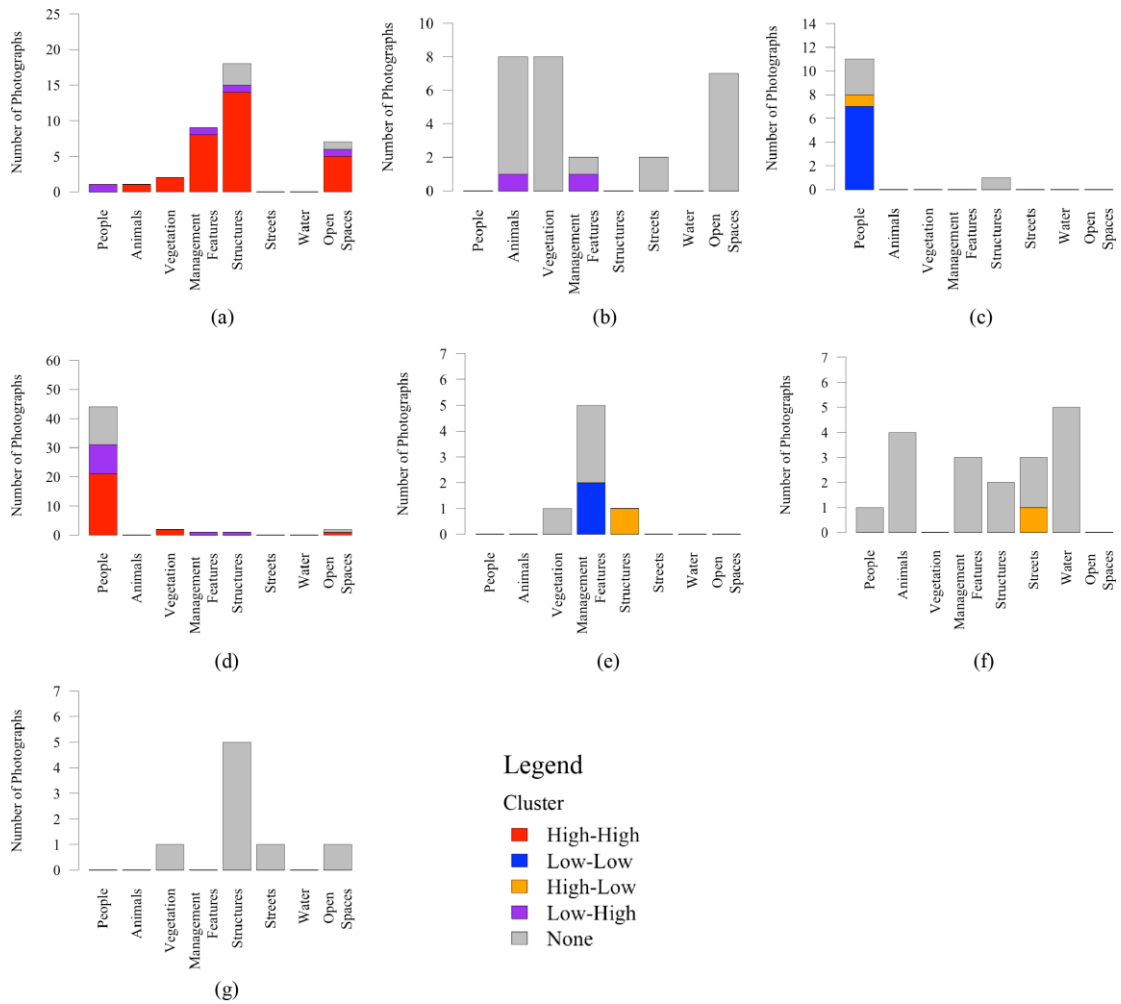 Number of Photographs
25
20
15
10
5
0
People
Animals
Vegetation
Management
Features
Structures
Streets
Water
Open
Spaces
(a)
Number of Photographs
10
8
6
4
2
0
People
Animals
Vegetation
Management
Features
Structures
Streets
Water
Open
Spaces
(b)
Number of Photographs
14
12
10
8
6
4
2
0
People
Animals
Vegetation
Management
Features
Structures
Streets
Water
Open
Spaces
(c)
Number of Photographs
60
50
40
30
20
10
0
People
Animals
Vegetation
Management
Features
Structures
Streets
Water
Open
Spaces
(d)
Number of Photographs
7
6
5
4
3
2
1
0
People
Animals
Vegetation
Management
Features
Structures
Streets
Water
Open
Spaces
(e)
Number of Photographs
7
6
5
4
3
2
1
0
People
Animals
Vegetation
Management
Features
Structures
Streets
Water
Open
Spaces
(f)
Number of Photographs
7
6
5
4
3
2
1
0
People
Animals
Vegetation
Management
Features
Structures
Streets
Water
Open
Spaces
(g)
Legend
Cluster
High-High
Low-Low
High-Low
Low-High
None